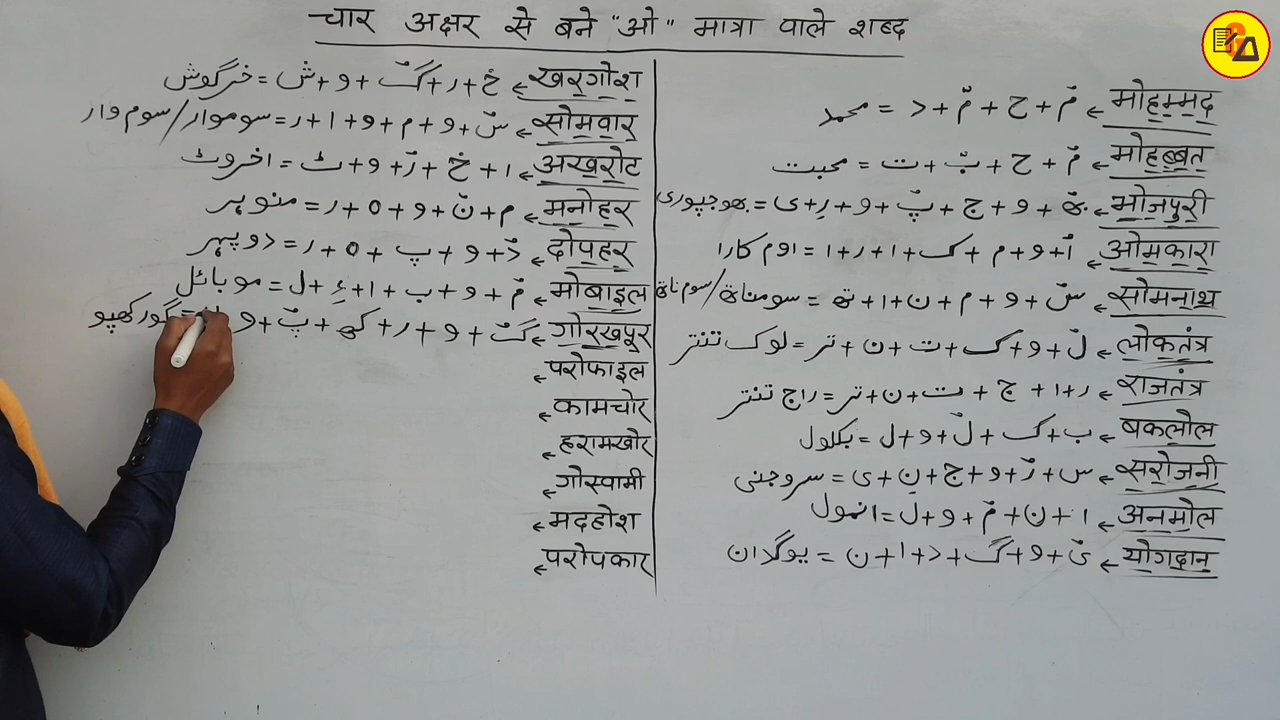 चार अक्षर से बने "ओ" मात्रा वाले शब्द
मोहम्मद ← مُ + ح + مّ + د = محمد
मोहब्बत ← مُ + ح + بّ + ت = محبت
भोजपुरी ← بھ + و + ج + پُ + و + رِ + ی = بھوجپوری
ओमकारा ← اُ + و + م + ک + ا + ر + ا = اوم کارا
सोमनाथ ← سُ + و + م + ن + ا + تھ = سومناتھ / سوم ناتھ
लोकतंत्र ← لُ + و + ک + ت + ن + تر = لوک تنتر
राजतंत्र ← ر + ا + ج + ت + ن + تر = راج تنتر
बकलोल ← ب + ک + لُ + و + ل = بکلول
सरोजनी ← س + رُ + و + ج + نِ + ی = سروجنی
अनमोल ← ا + ن + مُ + و + ل = انمول
योगदान ← یُ + و + گ + د + ا + ن = یوگدان
खरगोश ← خ + ر + گُ + و + ش = خرگوش
सोमवार ← سُ + و + م + و + ا + ر = سوموار / سوم وار
अखरोट ← ا + خ + رُ + و + ٹ = اخروٹ
मनोहर ← م + نُ + و + ہ + ر = منوہر
दोपहर ← دُ + و + پ + ہ + ر = دوپہر
मोबाइल ← مُ + و + ب + ا + ئِ + ل = موبائل
गोरखपुर ← گُ + و + ر + کھ + پُ + و = گورکھپو
परोफाइल ←
कामचोर ←
हरामखोर ←
गोस्वामी ←
मदहोश ←
परोपकार ←